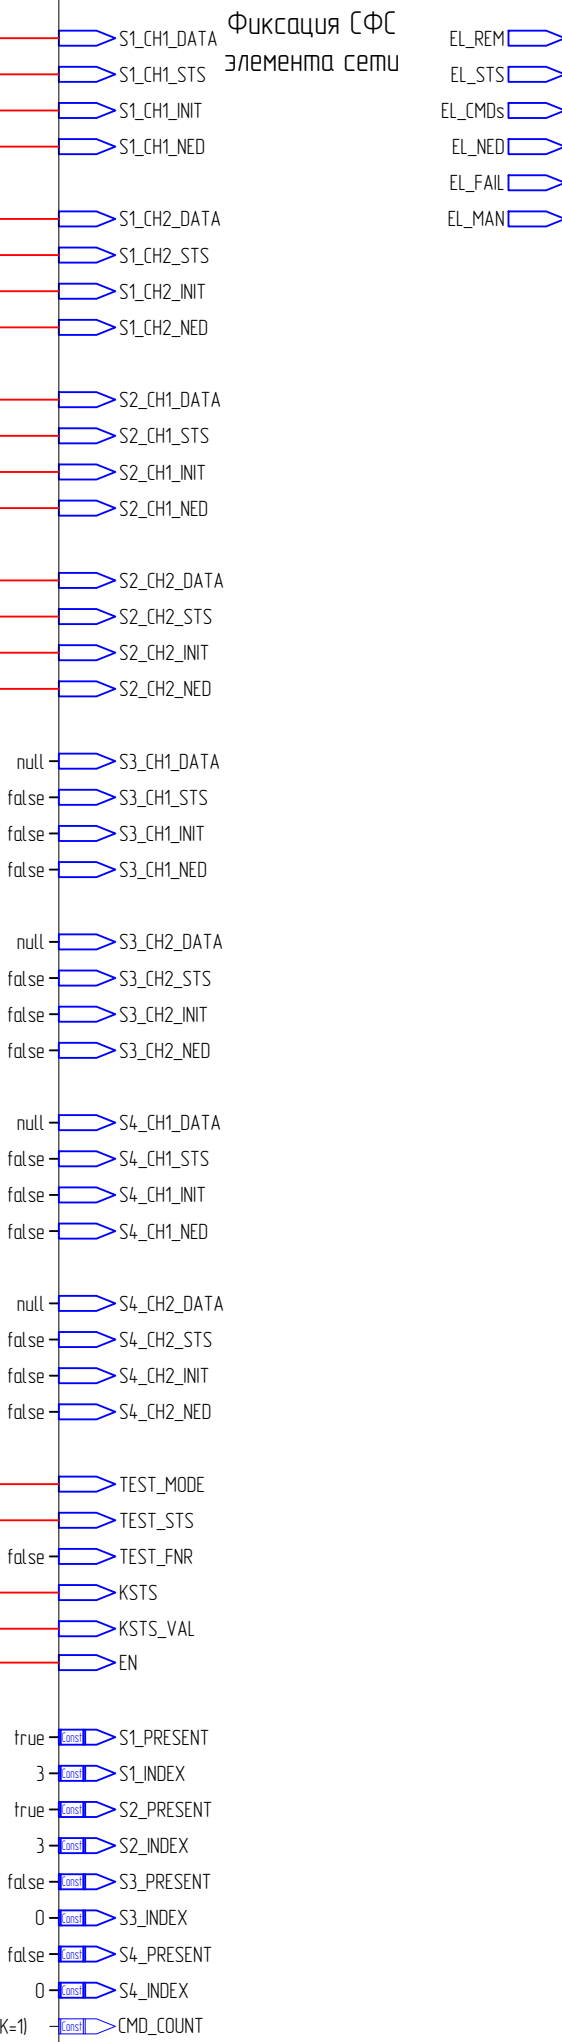 Фиксация СФС
элемента сети
S1_CH1_DATA EL_REM
S1_CH1_STS EL_STS
S1_CH1_INIT EL_CMDs
S1_CH1_NED EL_NED
EL_FAIL
S1_CH2_DATA EL_MAN
S1_CH2_STS
S1_CH2_INIT
S1_CH2_NED
S2_CH1_DATA
S2_CH1_STS
S2_CH1_INIT
S2_CH1_NED
S2_CH2_DATA
S2_CH2_STS
S2_CH2_INIT
S2_CH2_NED
null S3_CH1_DATA
false S3_CH1_STS
false S3_CH1_INIT
false S3_CH1_NED
null S3_CH2_DATA
false S3_CH2_STS
false S3_CH2_INIT
false S3_CH2_NED
null S4_CH1_DATA
false S4_CH1_STS
false S4_CH1_INIT
false S4_CH1_NED
null S4_CH2_DATA
false S4_CH2_STS
false S4_CH2_INIT
false S4_CH2_NED
TEST_MODE
TEST_STS
false TEST_FNR
KSTS
KSTS_VAL
EN
true Const S1_PRESENT
3 Const S1_INDEX
true Const S2_PRESENT
3 Const S2_INDEX
false Const S3_PRESENT
0 Const S3_INDEX
false Const S4_PRESENT
0 Const S4_INDEX
K=1) Const CMD_COUNT